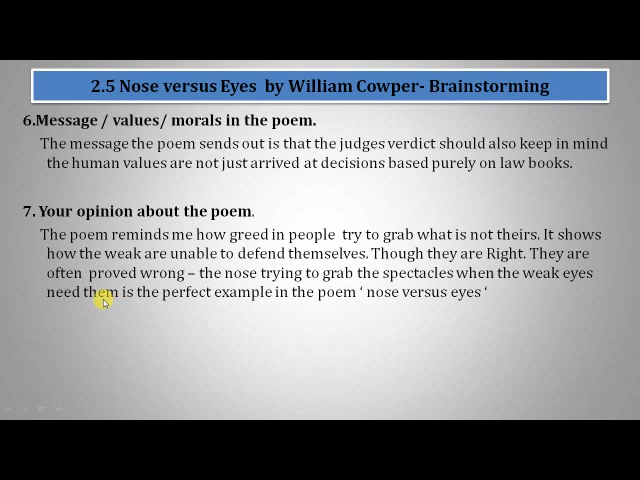 2.5 Nose versus Eyes by William Cowper- Brainstorming
6.Message / values/ morals in the poem.
The message the poem sends out is that the judges verdict should also keep in mind
the human values are not just arrived at decisions based purely on law books.
7. Your opinion about the poem.
The poem reminds me how greed in people try to grab what is not theirs. It shows
how the weak are unable to defend themselves. Though they are Right. They are
often proved wrong – the nose trying to grab the spectacles when the weak eyes
need them is the perfect example in the poem ‘ nose versus eyes ‘